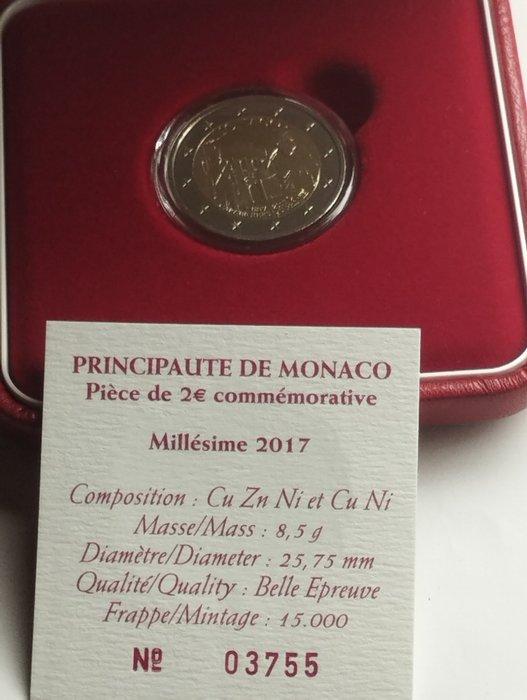 PRINCIPAUTE DE MONACO
Pièce de 2€ commémorative
Millésime 2017
Composition : Cu Zn Ni et Cu Ni
Masse/Mass : 8,5 g
Diamètre/Diameter : 25,75 mm
Qualité/Quality : Belle Epreuve
Frappe/Mintage : 15.000
Nº 03755